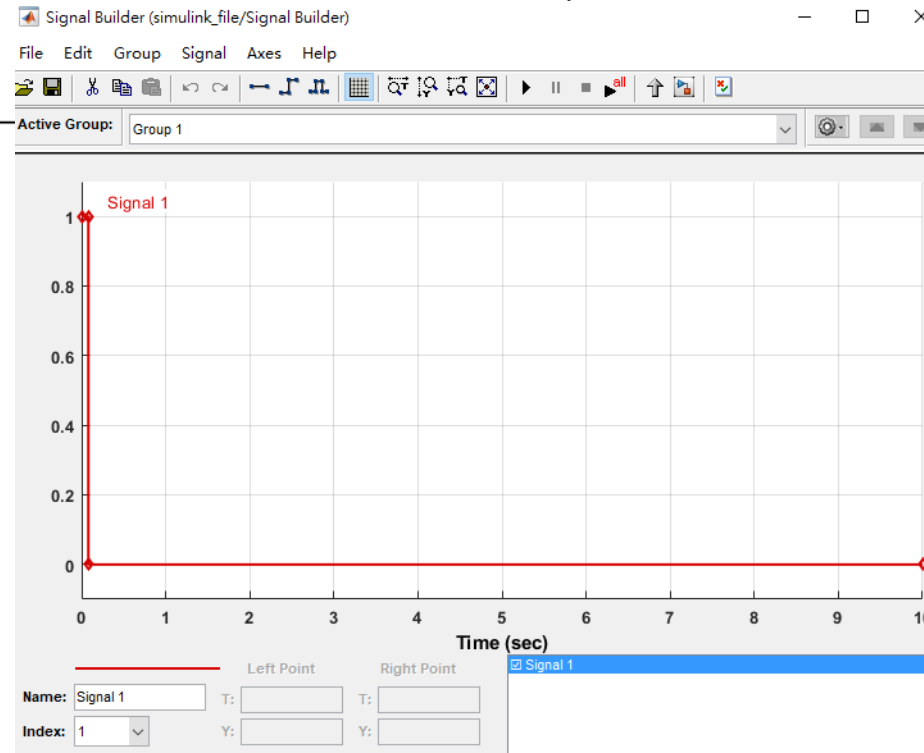 Signal Builder (simulink_file/Signal Builder)
File Edit Group Signal Axes Help
all
Active Group: Group 1
Signal 1
1
0.8
0.6
0.4
0.2
0
0 1 2 3 4 5 6 7 8 9
Time (sec)
Left Point Right Point Signal 1
Name: Signal 1 T: T:
Index: 1 Y: Y: